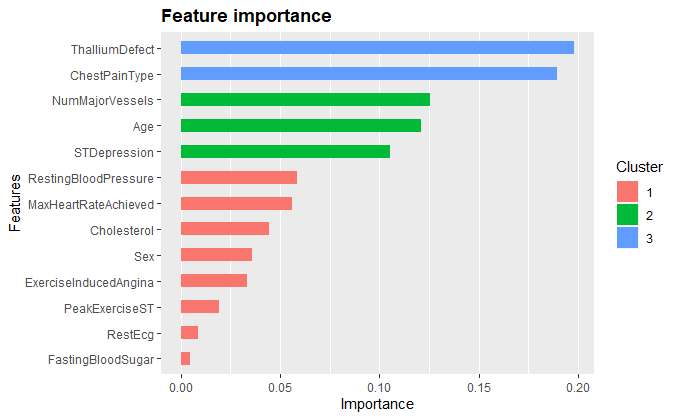 Feature importance
Features
ThalliumDefect
ChestPainType
NumMajorVessels
Age
STDepression
RestingBloodPressure
MaxHeartRateAchieved
Cholesterol
Sex
ExerciseInducedAngina
PeakExerciseST
RestEcg
FastingBloodSugar
0.00 0.05 0.10 0.15 0.20
Importance
Cluster
1
2
3